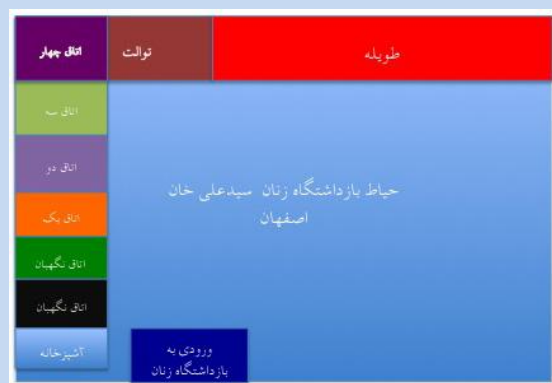 طویله
توالت
اتاق چهار
اتاق سه
اتاق دو
اتاق یک
اتاق نگهبان
اتاق نگهبان
آشپزخانه
حیاط بازداشتگاه زنان سیدعلی خان
اصفهان
ورودی به
بازداشتگاه زنان